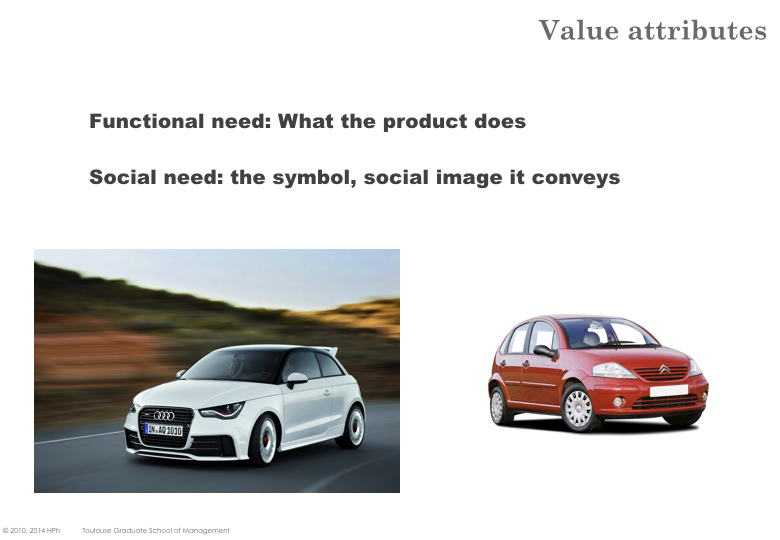 Value attributes
Functional need: What the product does
Social need: the symbol, social image it conveys
IN·AQ 1010
© 2010, 2014 HPh Toulouse Graduate School of Management